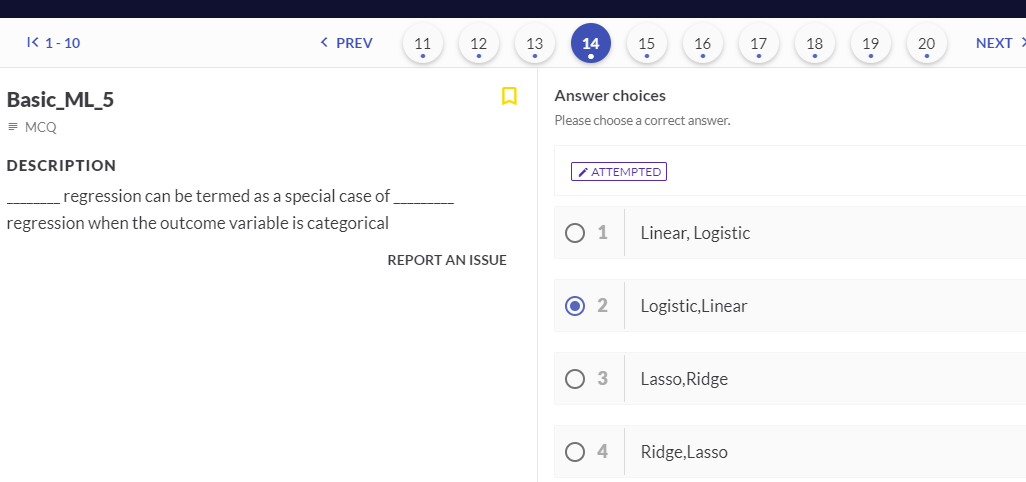 1 - 10
PREV
11
12
13
14
15
16
17
18
19
20
NEXT
Basic_ML_5
MCQ
DESCRIPTION
________ regression can be termed as a special case of _________
regression when the outcome variable is categorical
REPORT AN ISSUE
Answer choices
Please choose a correct answer.
ATTEMPTED
1 Linear, Logistic
2 Logistic,Linear
3 Lasso,Ridge
4 Ridge,Lasso